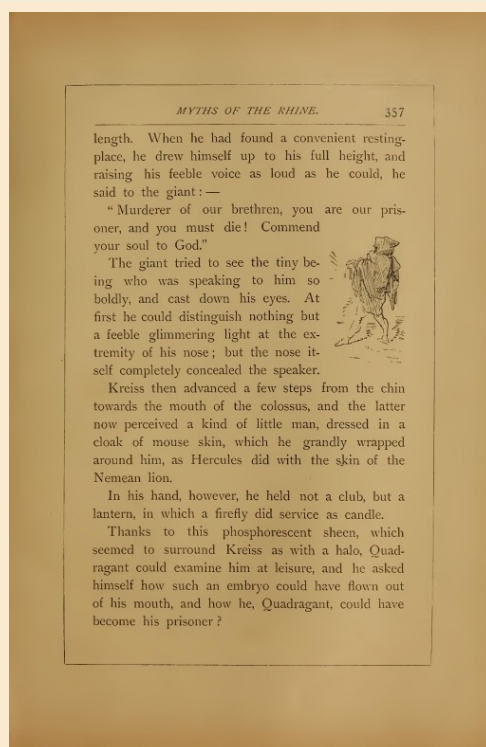 MYTHS OF THE RHINE. 357
length. When he had found a convenient resting-
place, he drew himself up to his full height, and
raising his feeble voice as loud as he could, he
said to the giant : —
“ Murderer of our brethren, you are our pris-
oner, and you must die ! Commend
your soul to God.”
The giant tried to see the tiny be-
ing who was speaking to him so
boldly, and cast down his eyes. At
first he could distinguish nothing but
a feeble glimmering light at the ex-
tremity of his nose ; but the nose it-
self completely concealed the speaker.
Kreiss then advanced a few steps from the chin
towards the mouth of the colossus, and the latter
now perceived a kind of little man, dressed in a
cloak of mouse skin, which he grandly wrapped
around him, as Hercules did with the skin of the
Nemean lion.
In his hand, however, he held not a club, but a
lantern, in which a firefly did service as candle.
Thanks to this phosphorescent sheen, which
seemed to surround Kreiss as with a halo, Quad-
ragant could examine him at leisure, and he asked
himself how such an embryo could have flown out
of his mouth, and how he, Quadragant, could have
become his prisoner ?